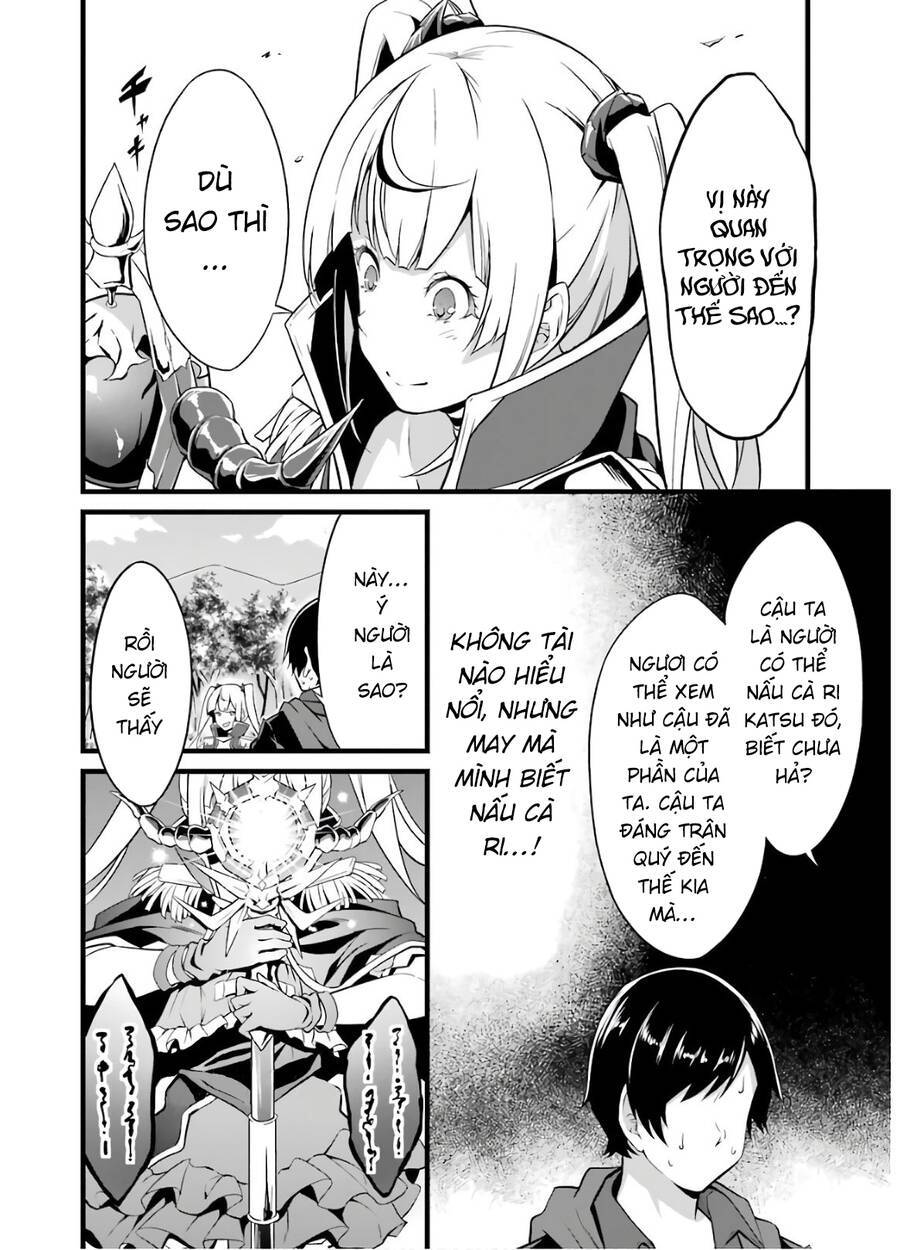 VỊ NÀY
QUAN
TRỌNG VỚI
NGƯỜI ĐẾN
THẾ SAO...?
DÙ
SAO THÌ
...
チャキ
CẬU TA
LÀ NGƯỜI
CÓ THỂ
NẤU CÀ RI
KATSU ĐÓ,
BIẾT CHƯA
HẢ?
NGƯƠI CÓ
THỂ XEM
NHƯ CẬU ĐÃ
LÀ MỘT
PHẦN CỦA
TA. CẬU TA
ĐÁNG TRÂN
QUÝ ĐẾN
THẾ KIA
MÀ...
KHÔNG TÀI
NÀO HIỂU
NỔI, NHƯNG
MAY MÀ
MÌNH BIẾT
NẤU CÀ
RI...!
NÀY...
Ý
NGƯỜI
LÀ
SAO?
RỒI
NGƯỜI
SẼ
THẤY